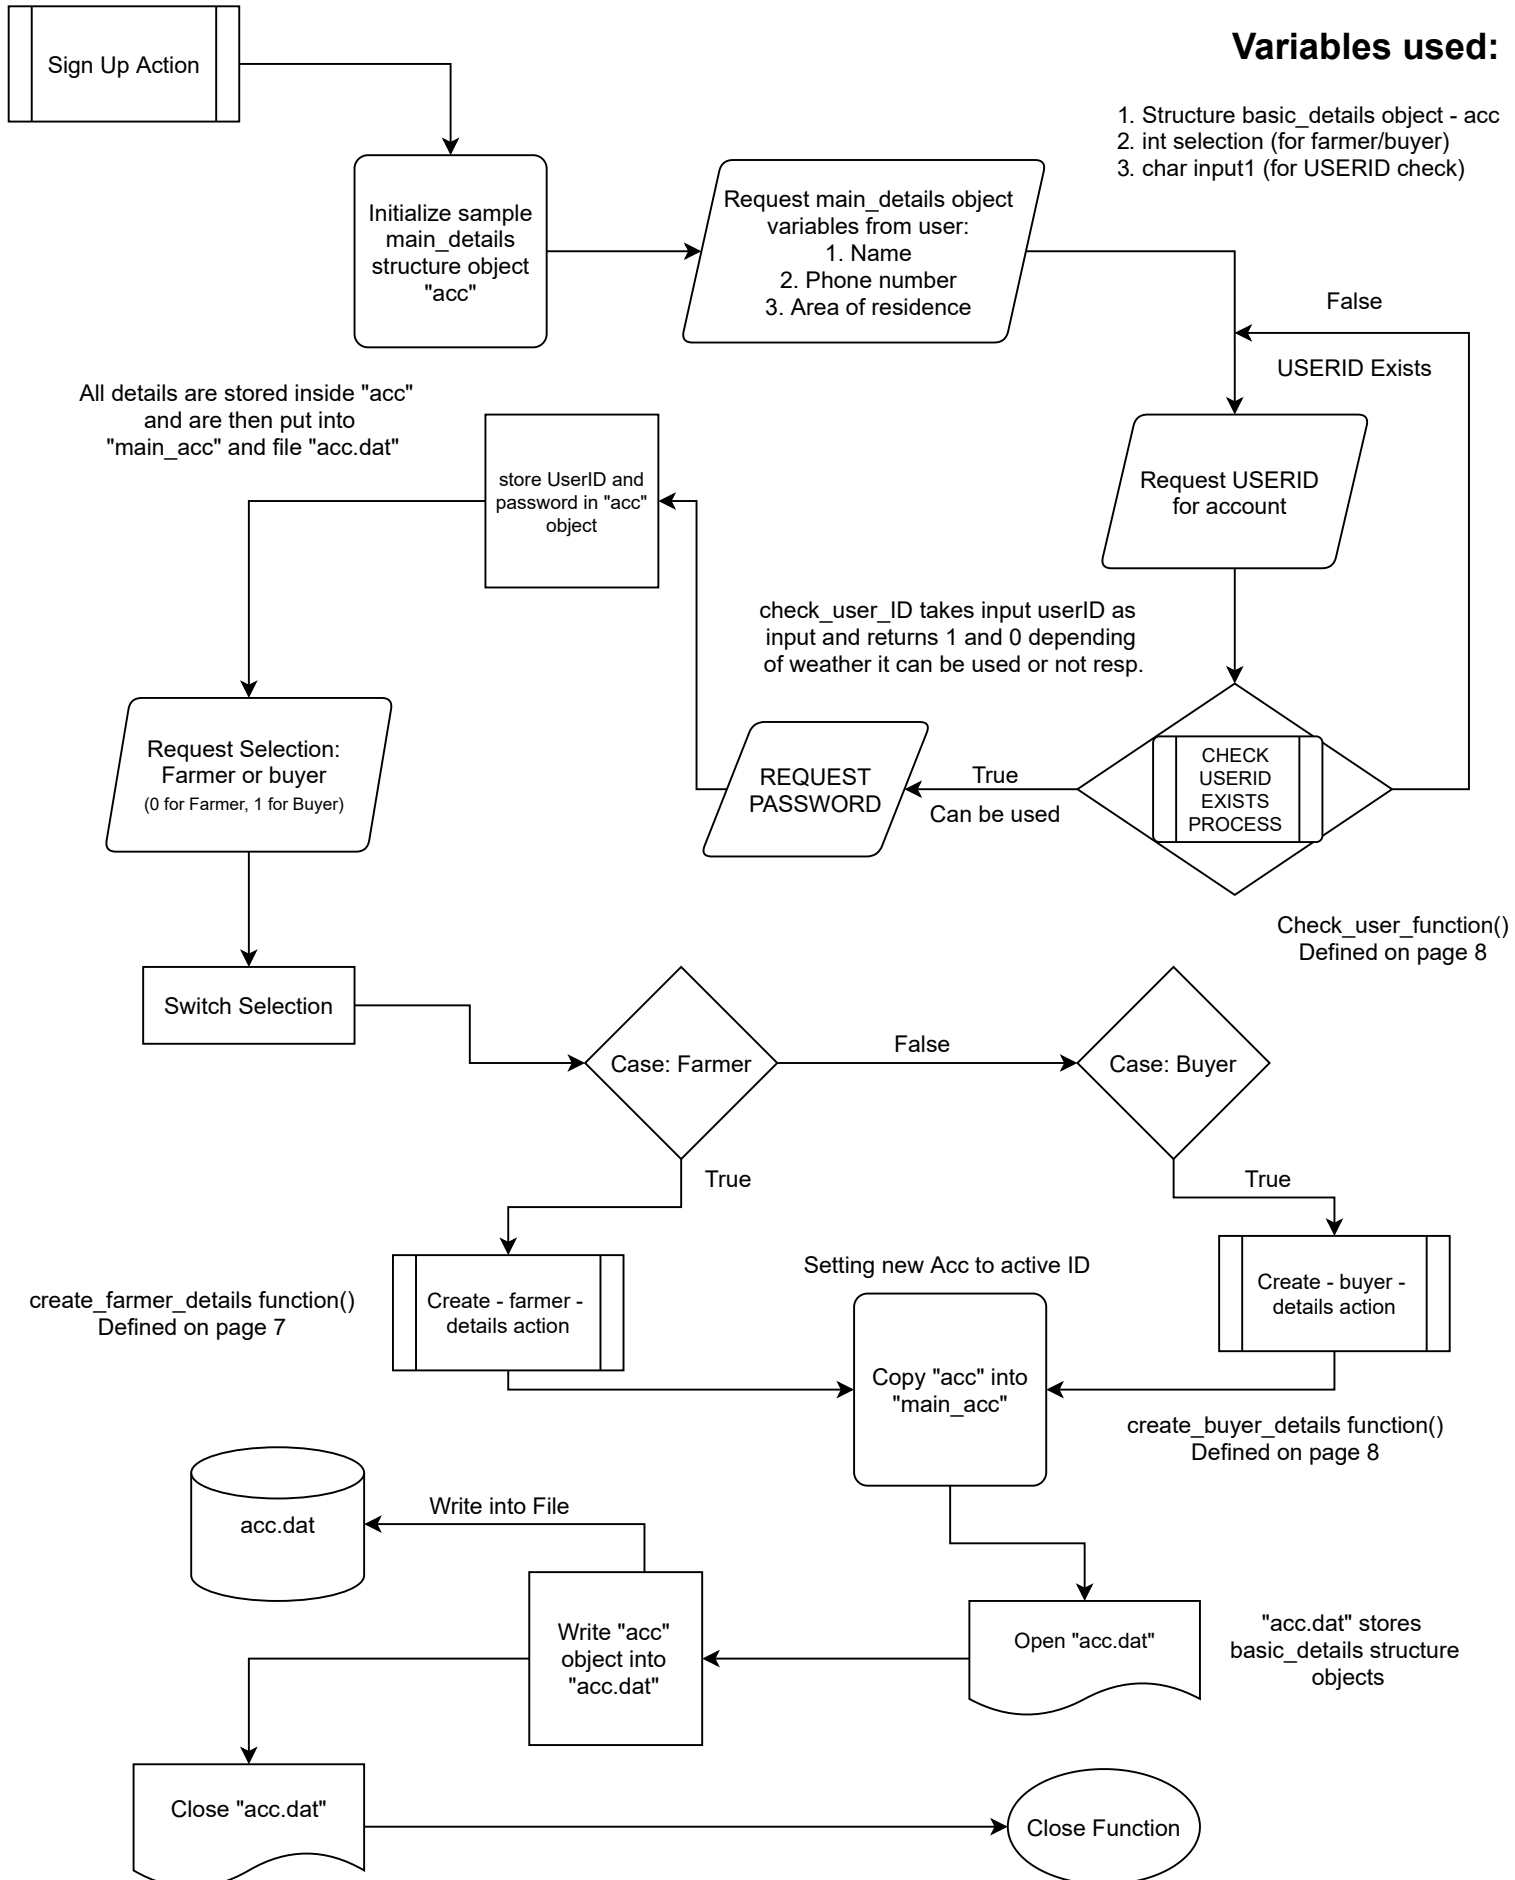 Variables used:
Sign Up Action
1. Structure basic_details object - acc
2. int selection (for farmer/buyer)
3. char input1 (for USERID check)
Initialize sample
main_details
structure object
"acc"
Request main_details object
variables from user:
1. Name
2. Phone number
3. Area of residence
False
USERID Exists
All details are stored inside "acc"
and are then put into
"main_acc" and file "acc.dat"
store UserID and
password in "acc"
object
Request USERID
for account
check_user_ID takes input userID as
input and returns 1 and 0 depending
of weather it can be used or not resp.
Request Selection:
Farmer or buyer
(0 for Farmer, 1 for Buyer)
REQUEST
PASSWORD
True
Can be used
CHECK
USERID
EXISTS
PROCESS
Check_user_function()
Defined on page 8
Switch Selection
Case: Farmer
False
Case: Buyer
True
True
create_farmer_details function()
Defined on page 7
Create - farmer -
details action
Setting new Acc to active ID
Copy "acc" into
"main_acc"
Create - buyer -
details action
create_buyer_details function()
Defined on page 8
acc.dat
Write into File
Write "acc"
object into
"acc.dat"
Open "acc.dat"
"acc.dat" stores
basic_details structure
objects
Close "acc.dat"
Close Function